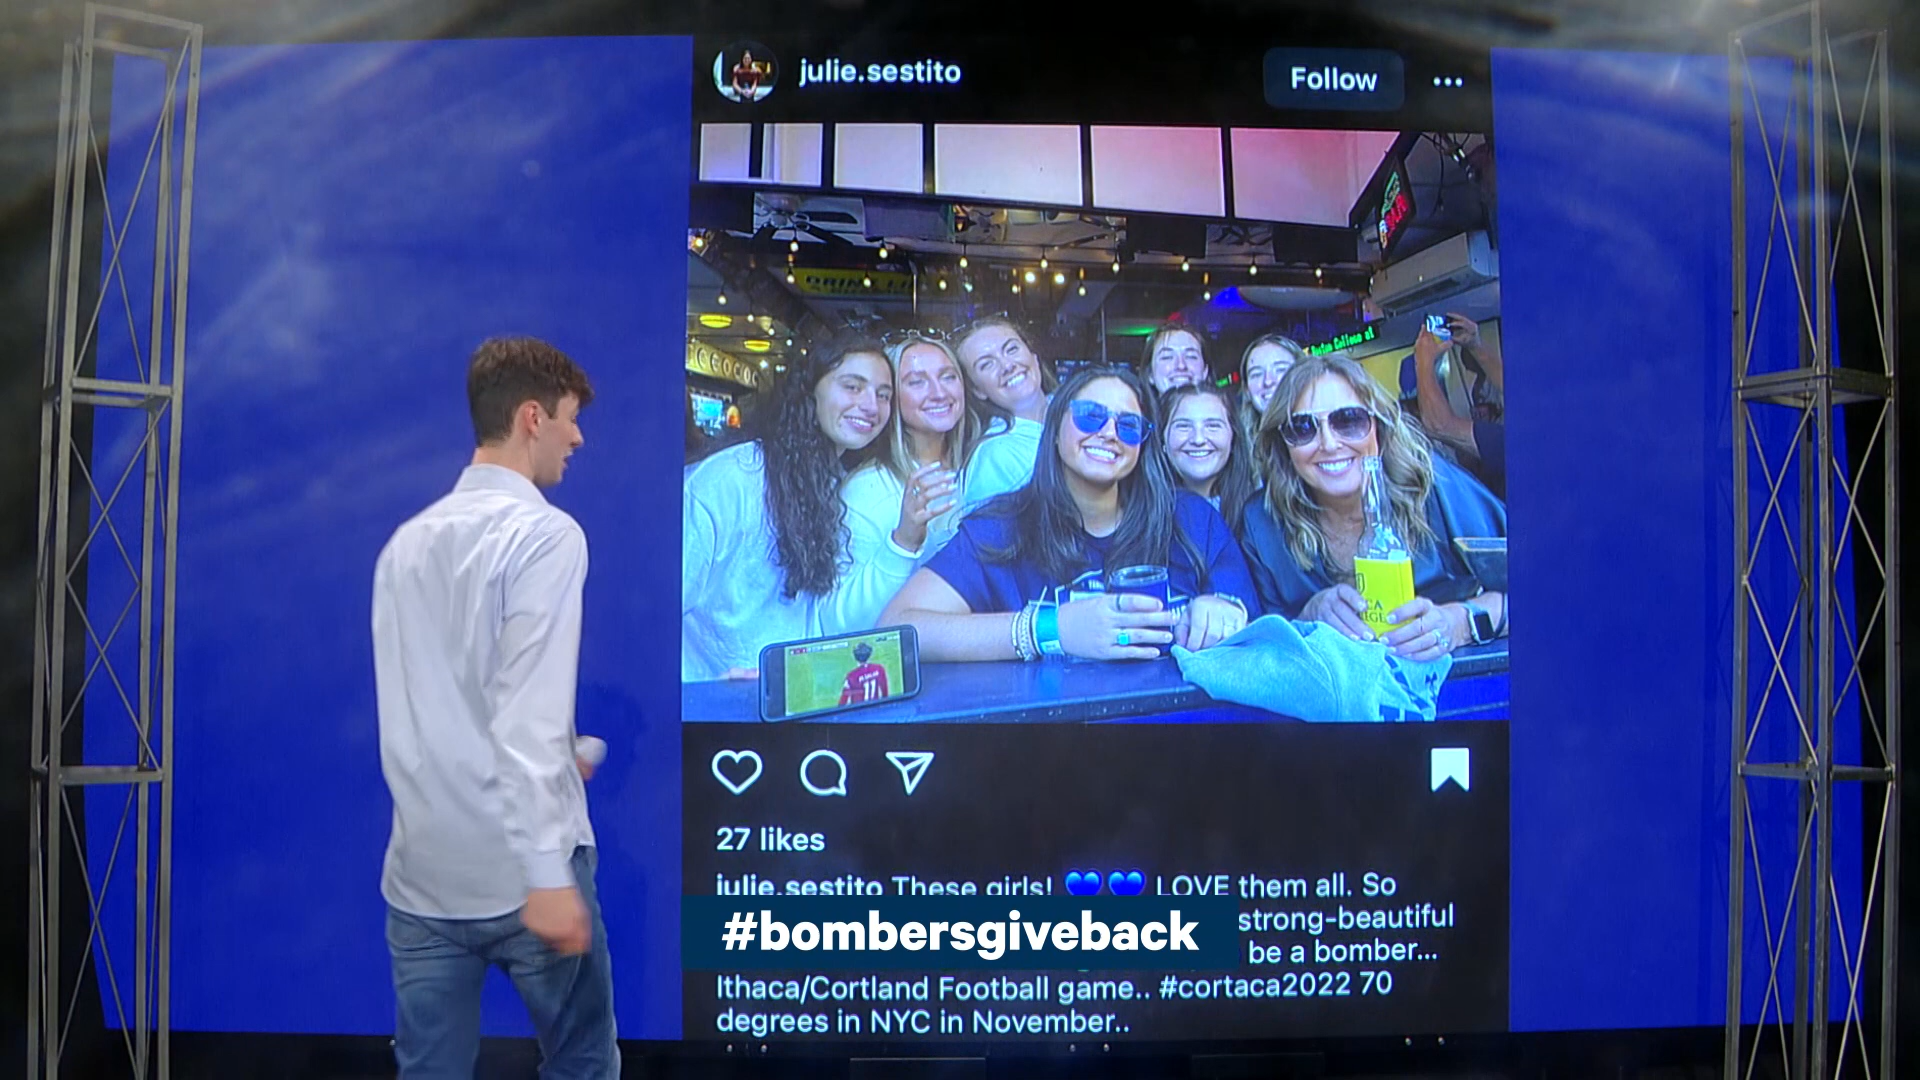 julie.sestito
Follow
11
27 likes
julie.sestito These girls! 💙💙 LOVE them all. So
strong-beautiful
#bombersgiveback
be a bomber...
Ithaca/Cortland Football game.. #cortaca2022 70
degrees in NYC in November..